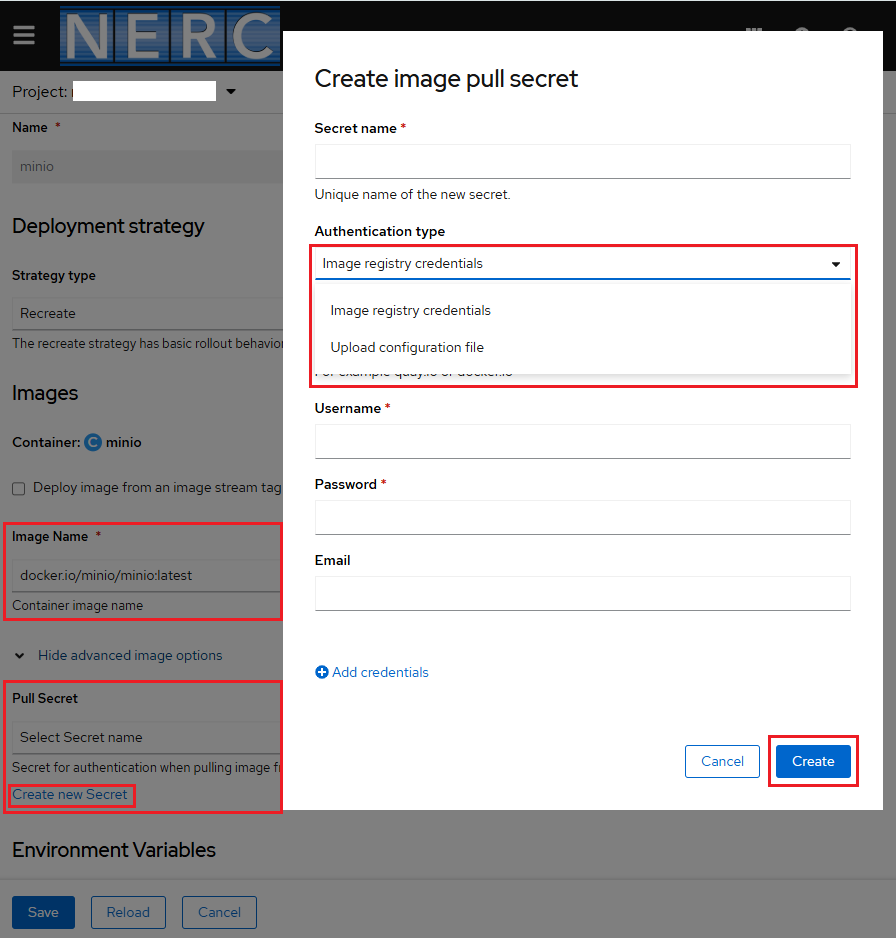 NERC
Project:
Name *
minio
Deployment strategy
Strategy type
Recreate
The recreate strategy has basic rollout behavior
Images
Container: C minio
Deploy image from an image stream tag
Image Name *
docker.io/minio/minio:latest
Container image name
Hide advanced image options
Pull Secret
Select Secret name
Secret for authentication when pulling image
Create new Secret
Environment Variables
Save
Reload
Cancel
Create image pull secret
Secret name *
Unique name of the new secret.
Authentication type
Image registry credentials
Image registry credentials
Upload configuration file
For example quay.io or docker.io
Username *
Password *
Email
Add credentials
Cancel
Create